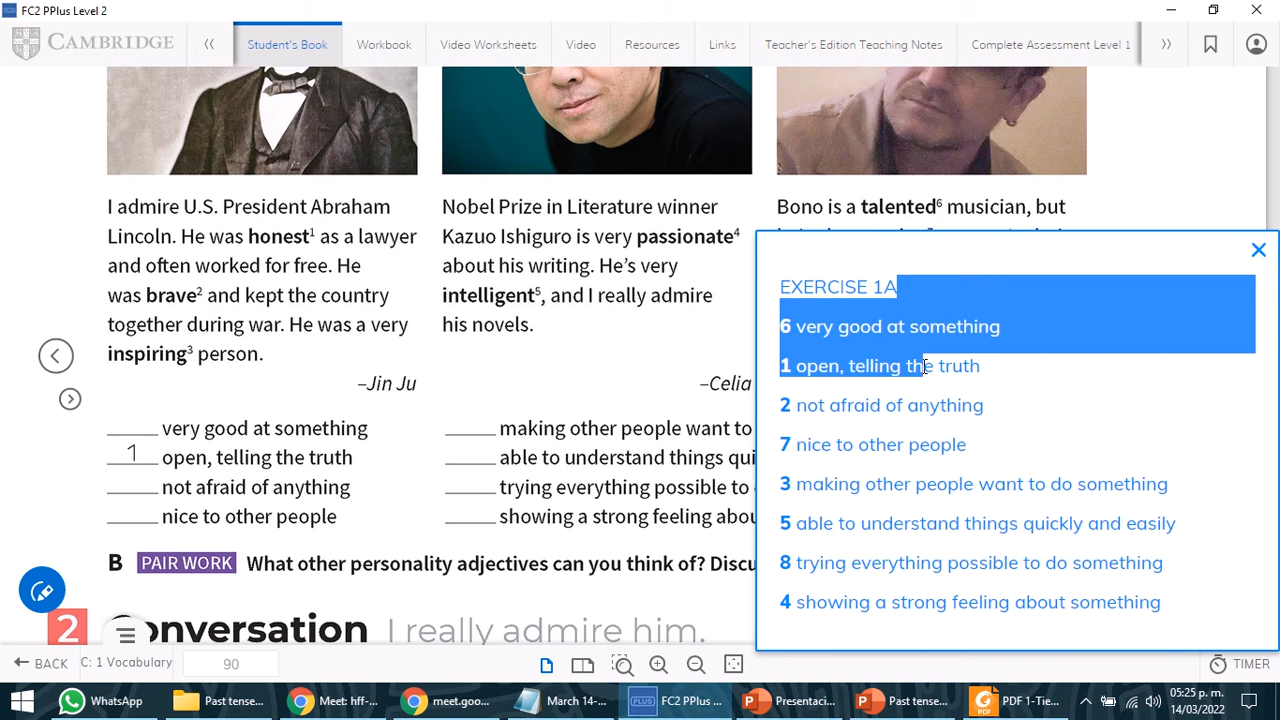 FC2 PPlus Level 2
CAMBRIDGE
Student's Book
Workbook
Video Worksheets
Video
Resources
Links
Teacher's Edition Teaching Notes
Complete Assessment Level 1
I admire U.S. President Abraham
Lincoln. He was honest1 as a lawyer
and often worked for free. He
was brave2 and kept the country
together during war. He was a very
inspiring3 person.
–Jin Ju
Nobel Prize in Literature winner
Kazuo Ishiguro is very passionate4
about his writing. He's very
intelligent5, and I really admire
his novels.
–Celia
Bono is a talented6 musician, but
_____ very good at something
1 open, telling the truth
_____ not afraid of anything
_____ nice to other people
_____ making other people want to
_____ able to understand things qui
_____ trying everything possible to
_____ showing a strong feeling abou
EXERCISE 1A
6 very good at something
1 open, telling the truth
2 not afraid of anything
7 nice to other people
3 making other people want to do something
5 able to understand things quickly and easily
8 trying everything possible to do something
4 showing a strong feeling about something
B PAIR WORK What other personality adjectives can you think of? Discu
2 Conversation I really admire him.
BACK
C: 1 Vocabulary
90
TIMER
WhatsApp
Past tense...
Meet: hff-...
meet.goo...
March 14-...
PLUS FC2 PPlus ...
Presentaci...
Past tense...
PDF 1-Tie...
05:25 p. m.
14/03/2022